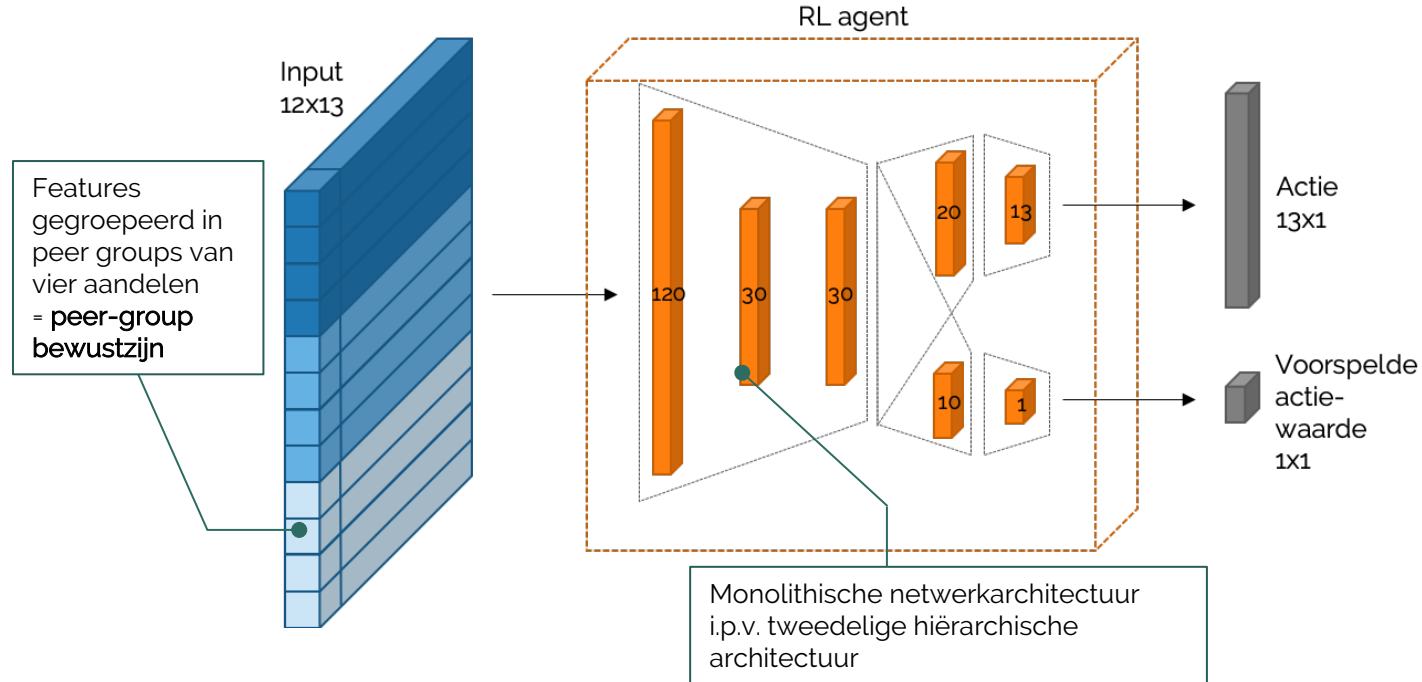 RL agent
Input
12x13
Features
gegroepeerd in
peer groups van
vier aandelen
= peer-group
bewustzijn
120
30
30
20
13
10
1
Actie
13x1
Voorspelde
actie-
waarde
1x1
Monolithische netwerkarchitectuur
i.p.v. tweedelige hiërarchische
architectuur